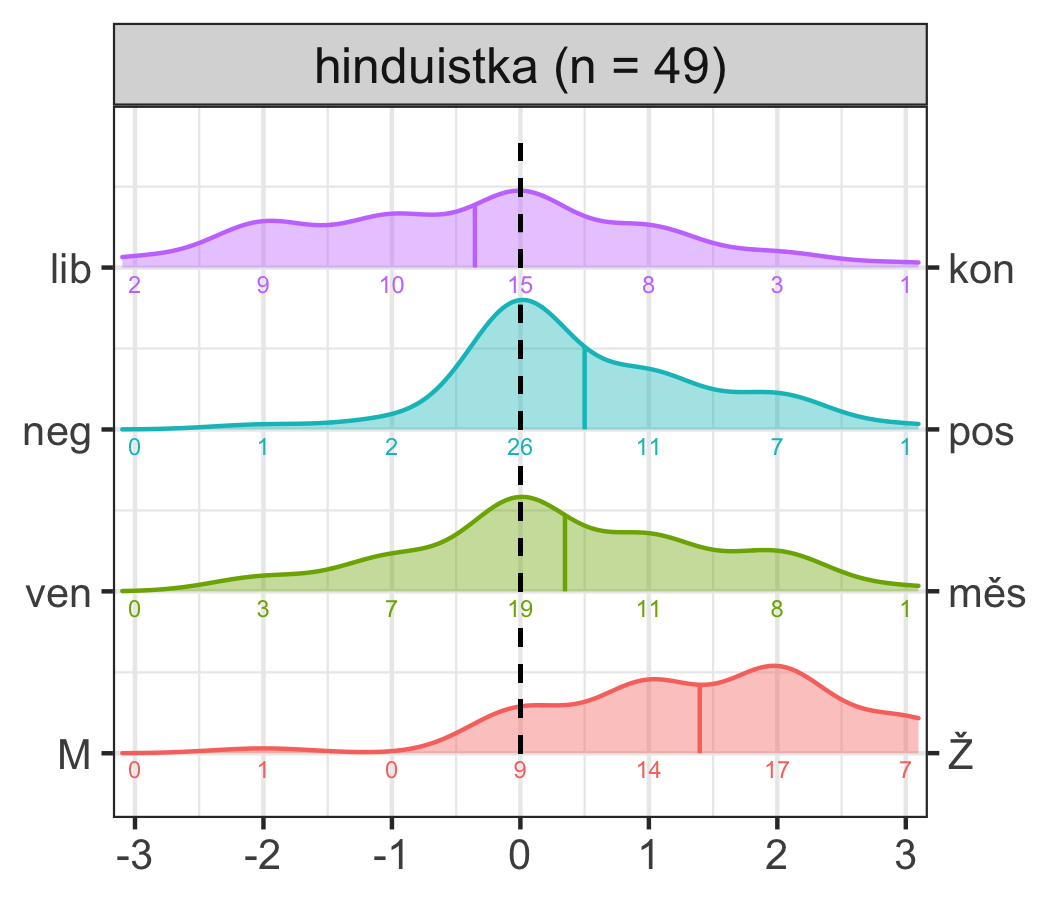 hinduistka (n = 49)
lib kon
2 9 10 15 8 3 1
neg pos
0 1 2 26 11 7 1
ven měs
0 3 7 19 11 8 1
M Ž
0 1 0 9 14 17 7
-3 -2 -1 0 1 2 3